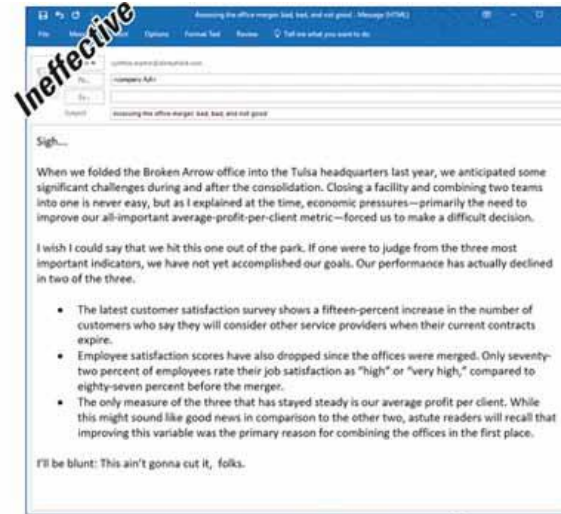 Assessing the office merger: bad, bad, and not good - Message (HTML)
File Options Format Text Review Tell me what you want to do
Ineffective
To...
<company full>
Cc...
Subject Assessing the office merger: bad, bad, and not good
Sigh...
When we folded the Broken Arrow office into the Tulsa headquarters last year, we anticipated some
significant challenges during and after the consolidation. Closing a facility and combining two teams
into one is never easy, but as I explained at the time, economic pressures—primarily the need to
improve our all-important average-profit-per-client metric—forced us to make a difficult decision.
I wish I could say that we hit this one out of the park. If one were to judge from the three most
important indicators, we have not yet accomplished our goals. Our performance has actually declined
in two of the three.
• The latest customer satisfaction survey shows a fifteen-percent increase in the number of
customers who say they will consider other service providers when their current contracts
expire.
• Employee satisfaction scores have also dropped since the offices were merged. Only seventy-
two percent of employees rate their job satisfaction as "high" or "very high," compared to
eighty-seven percent before the merger.
• The only measure of the three that has stayed steady is our average profit per client. While
this might sound like good news in comparison to the other two, astute readers will recall that
improving this variable was the primary reason for combining the offices in the first place.
I'll be blunt: This ain't gonna cut it, folks.